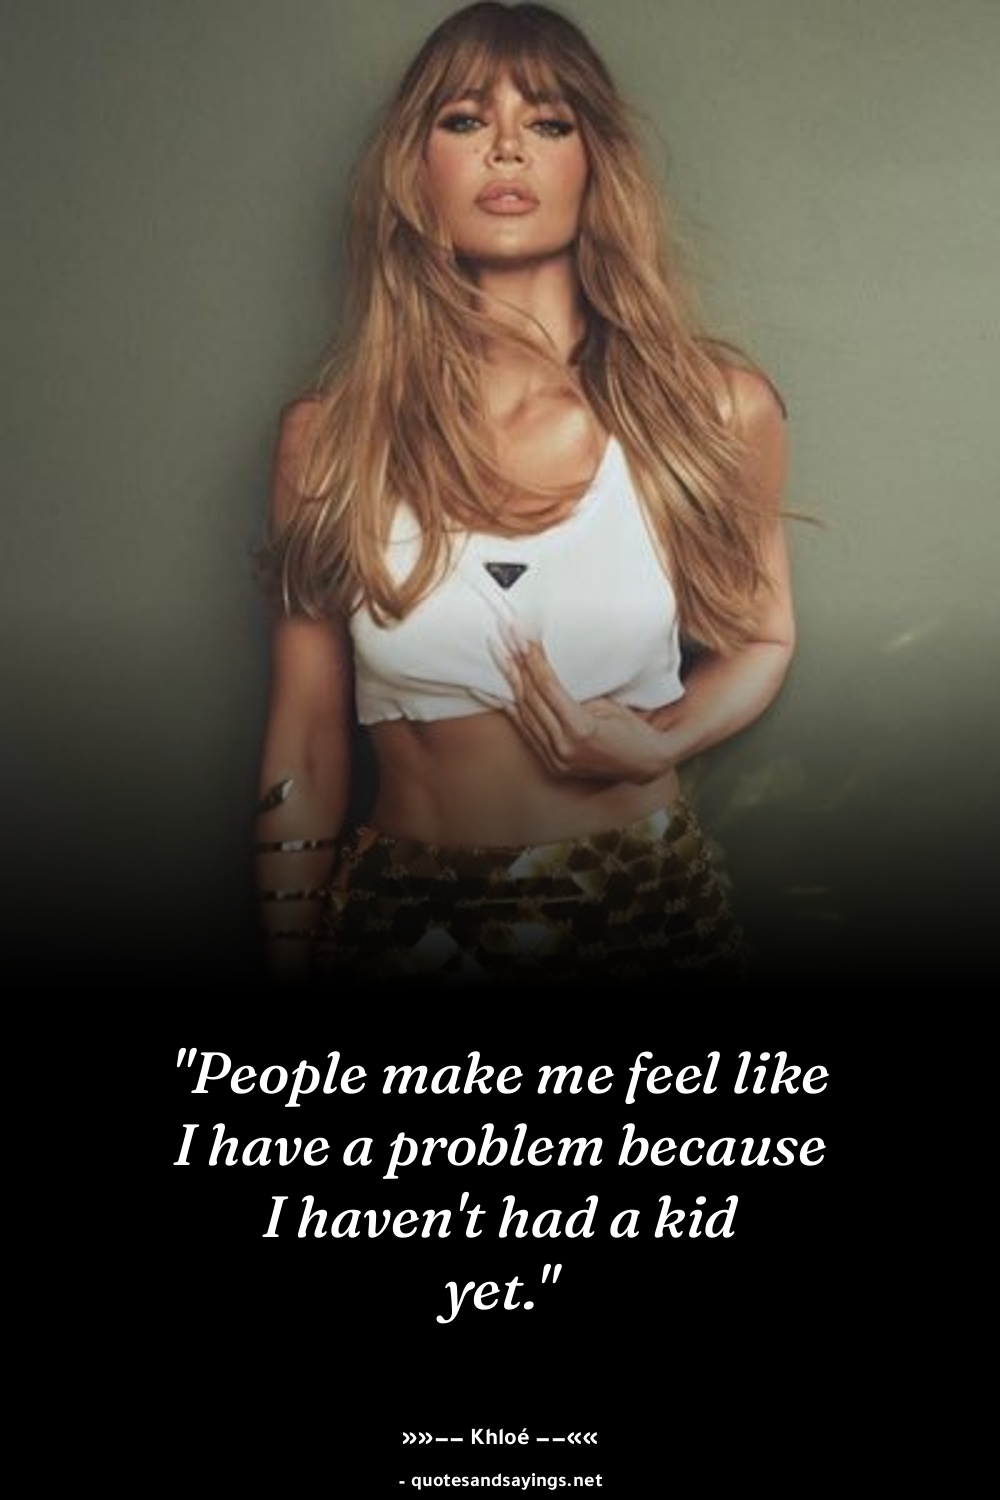 "People make me feel like
I have a problem because
I haven't had a kid
yet."
»»—— Khloé ——««
- quotesandsayings.net